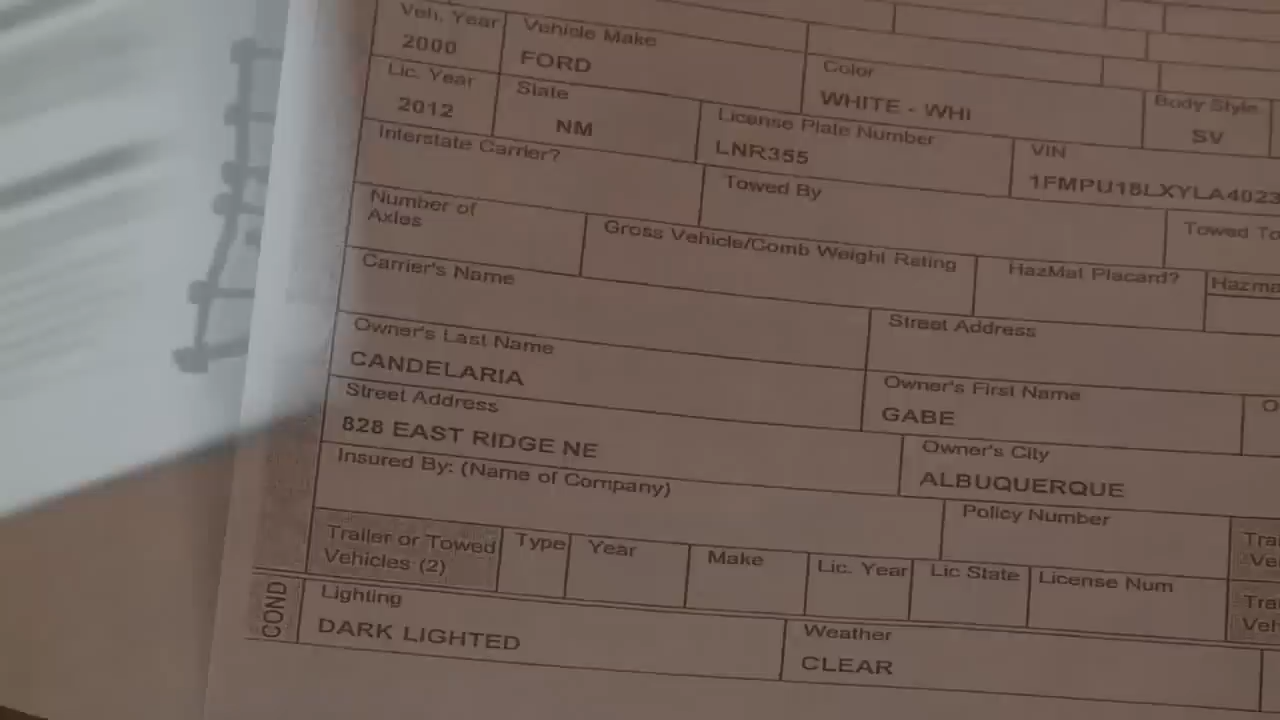 Veh. Year Vehicle Make Color Body Style
2000 FORD WHITE - WHI SV
Lic. Year State License Plate Number VIN
2012 NM LNR355 1FMPU18LXYLA4023
Interstate Carrier? Towed By Towed To
Number of Axles Gross Vehicle/Comb Weight Rating HazMat Placard? Hazma
Carrier's Name Street Address
Owner's Last Name Owner's First Name O
CANDELARIA GABE
Street Address Owner's City
828 EAST RIDGE NE ALBUQUERQUE
Insured By: (Name of Company) Policy Number
Trailer or Towed Type Year Make Lic. Year Lic State License Num Trai
Vehicles (2) Ve
Trai
Veh
COND Lighting Weather
DARK LIGHTED CLEAR